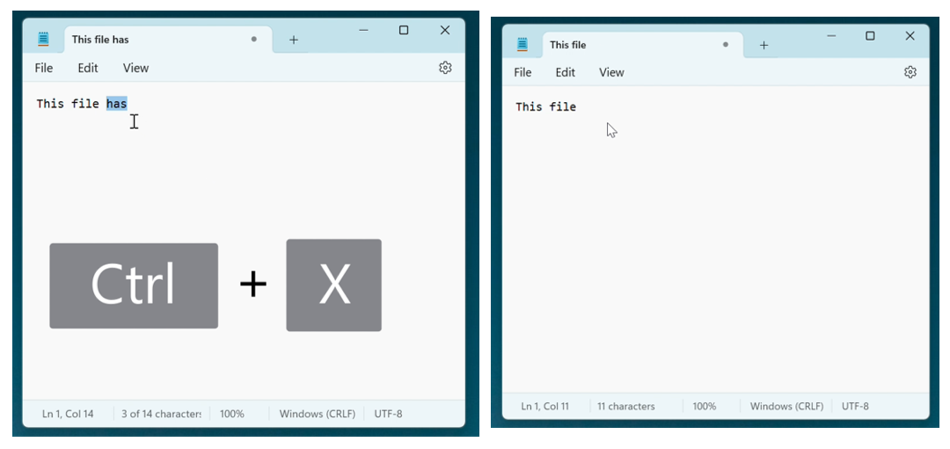 This file has
File Edit View
This file has
Ctrl + X
Ln 1, Col 14 3 of 14 characters 100% Windows (CRLF) UTF-8
This file
File Edit View
This file
Ln 1, Col 11 11 characters 100% Windows (CRLF) UTF-8